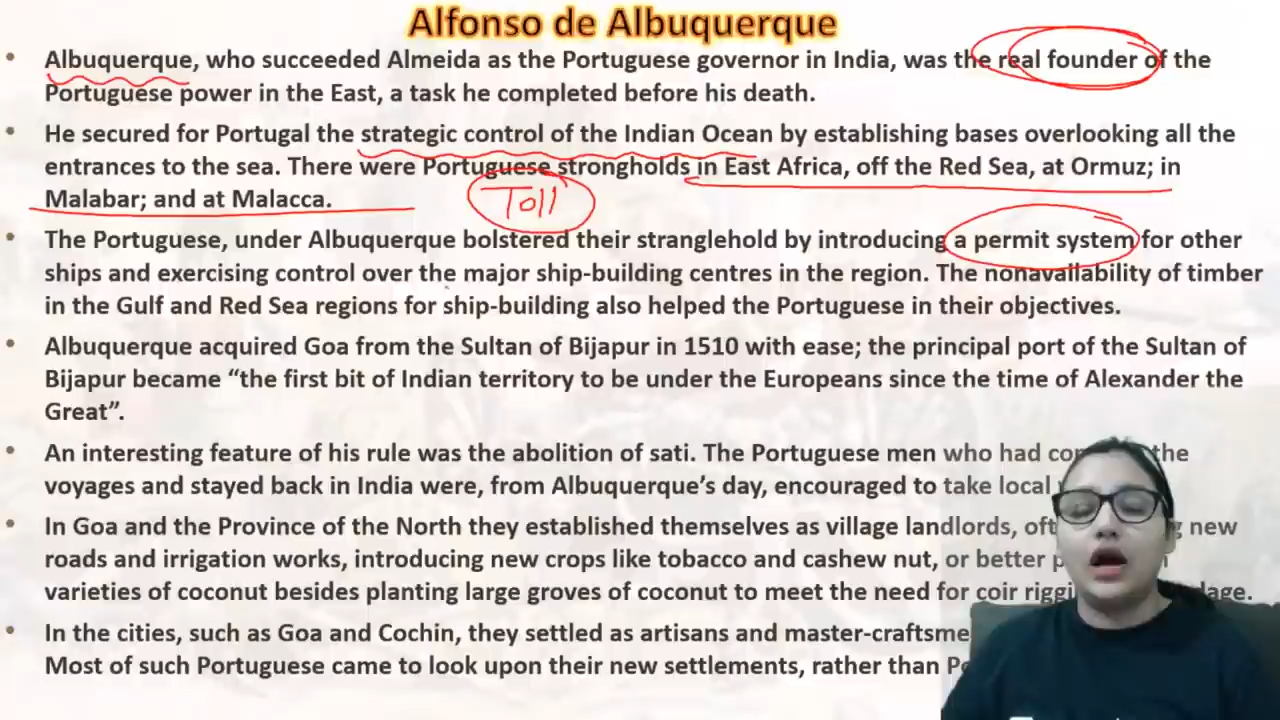 Alfonso de Albuquerque
• Albuquerque, who succeeded Almeida as the Portuguese governor in India, was the real founder of the
Portuguese power in the East, a task he completed before his death.
• He secured for Portugal the strategic control of the Indian Ocean by establishing bases overlooking all the
entrances to the sea. There were Portuguese strongholds in East Africa, off the Red Sea, at Ormuz; in
Malabar; and at Malacca.
Toll
• The Portuguese, under Albuquerque bolstered their stranglehold by introducing a permit system for other
ships and exercising control over the major ship-building centres in the region. The nonavailability of timber
in the Gulf and Red Sea regions for ship-building also helped the Portuguese in their objectives.
• Albuquerque acquired Goa from the Sultan of Bijapur in 1510 with ease; the principal port of the Sultan of
Bijapur became “the first bit of Indian territory to be under the Europeans since the time of Alexander the
Great”.
• An interesting feature of his rule was the abolition of sati. The Portuguese men who had the
voyages and stayed back in India were, from Albuquerque’s day, encouraged to take local
• In Goa and the Province of the North they established themselves as village landlords, new
roads and irrigation works, introducing new crops like tobacco and cashew nut, or better
varieties of coconut besides planting large groves of coconut to meet the need for coir
• In the cities, such as Goa and Cochin, they settled as artisans and
Most of such Portuguese came to look upon their new settlements, rather than